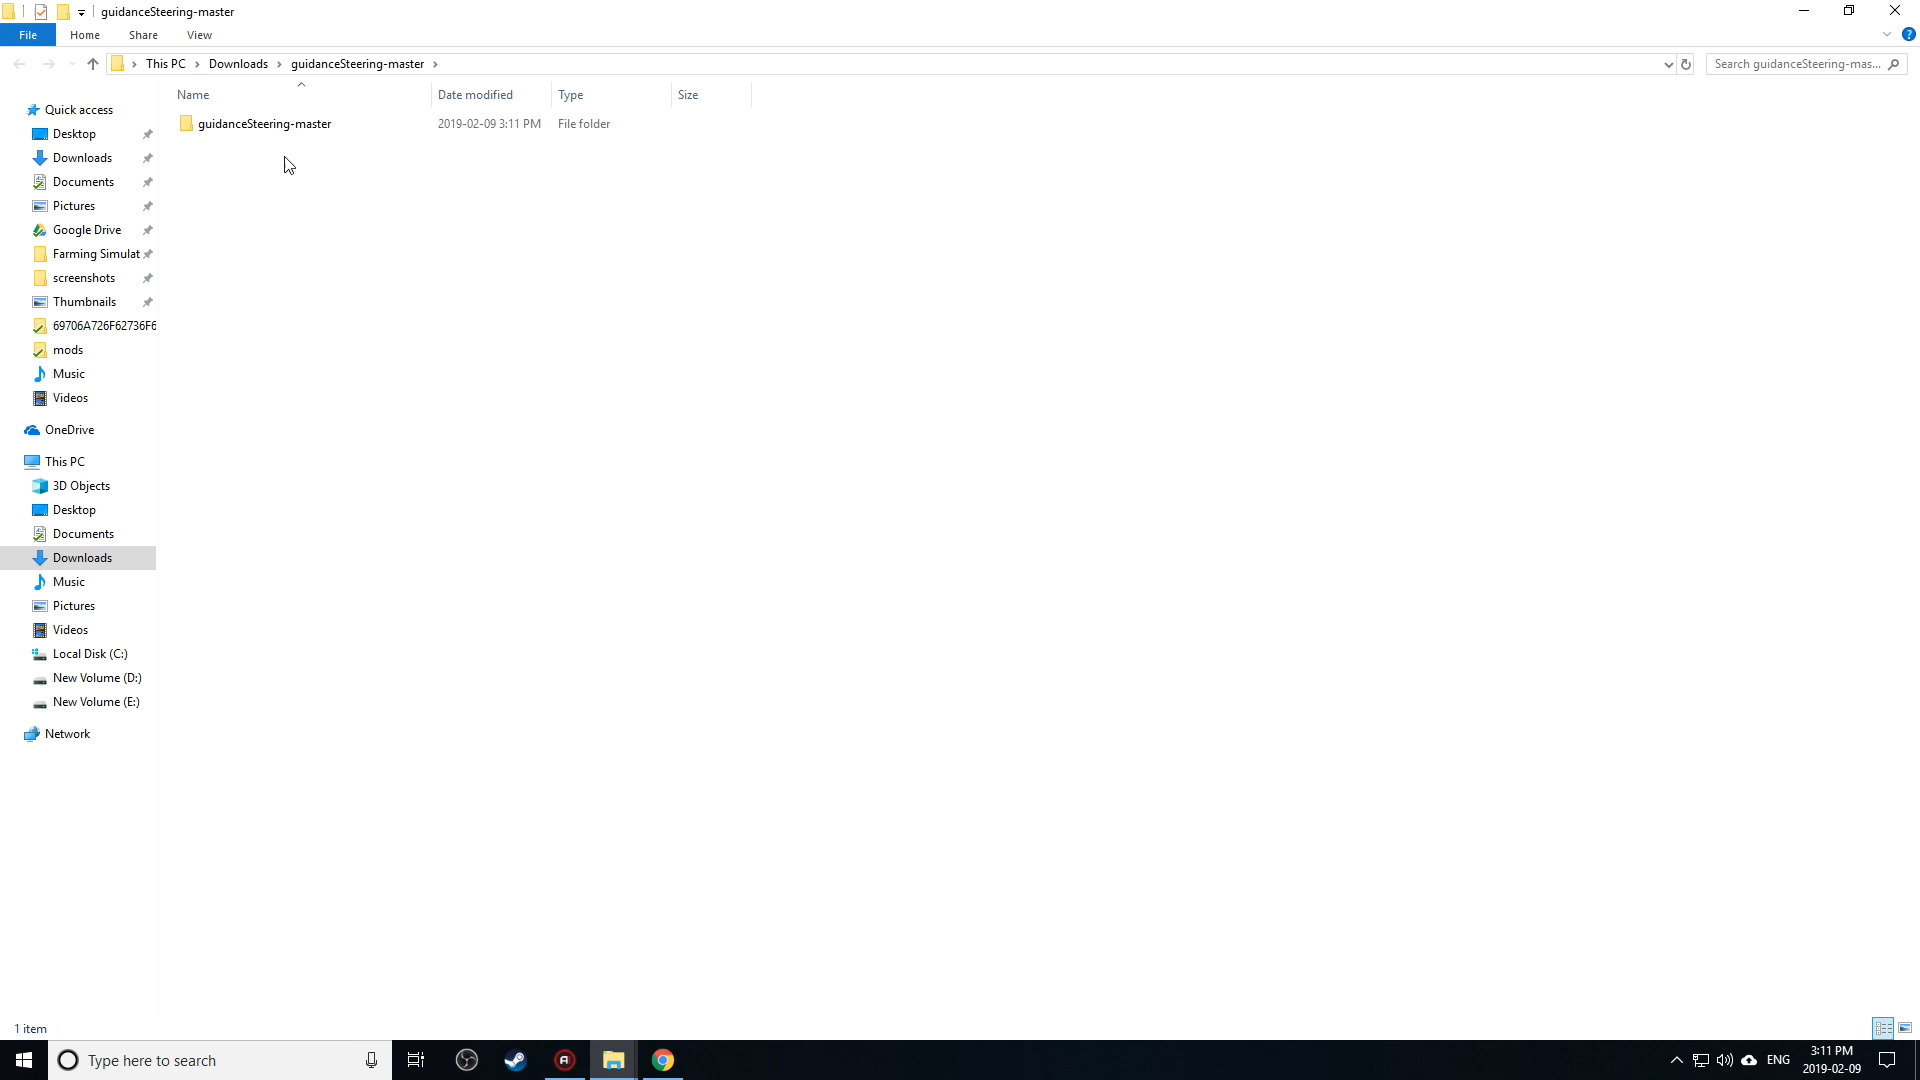 guidanceSteering-master
File Home Share View
This PC Downloads guidanceSteering-master
Search guidanceSteering-mas...
Name Date modified Type Size
guidanceSteering-master 2019-02-09 3:11 PM File folder
Quick access
Desktop
Downloads
Documents
Pictures
Google Drive
Farming Simulat
screenshots
Thumbnails
69706A726F62736F6
mods
Music
Videos
OneDrive
This PC
3D Objects
Desktop
Documents
Downloads
Music
Pictures
Videos
Local Disk (C:)
New Volume (D:)
New Volume (E:)
Network
1 item
Type here to search
ENG
3:11 PM
2019-02-09